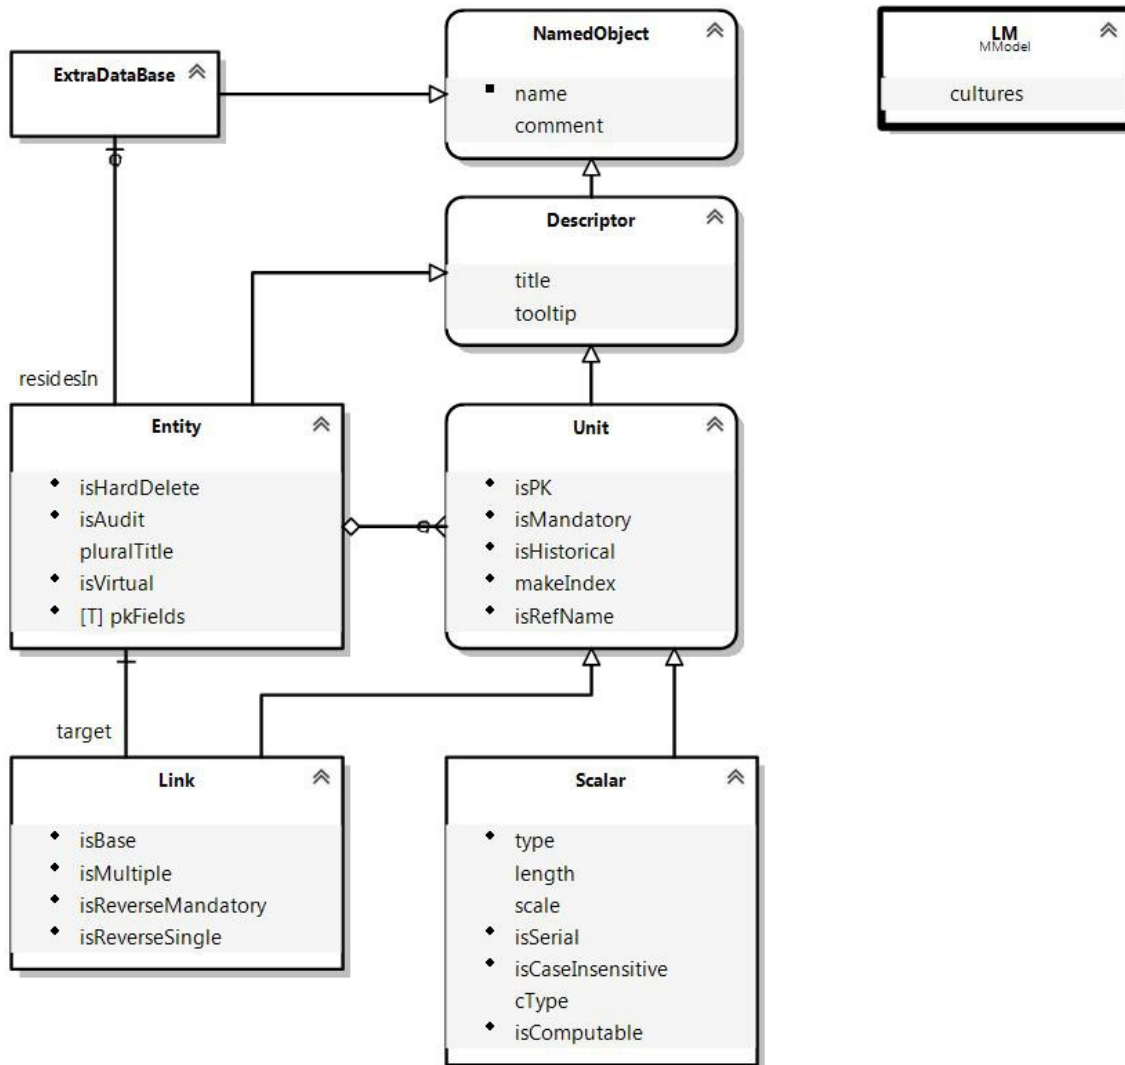 ExtraDataBase
NamedObject
name
comment
LM
MModel
cultures
Descriptor
title
tooltip
residesIn
Entity
isHardDelete
isAudit
pluralTitle
isVirtual
[T] pkFields
Unit
isPK
isMandatory
isHistorical
makeIndex
isRefName
target
Link
isBase
isMultiple
isReverseMandatory
isReverseSingle
Scalar
type
length
scale
isSerial
isCaseInsensitive
cType
isComputable